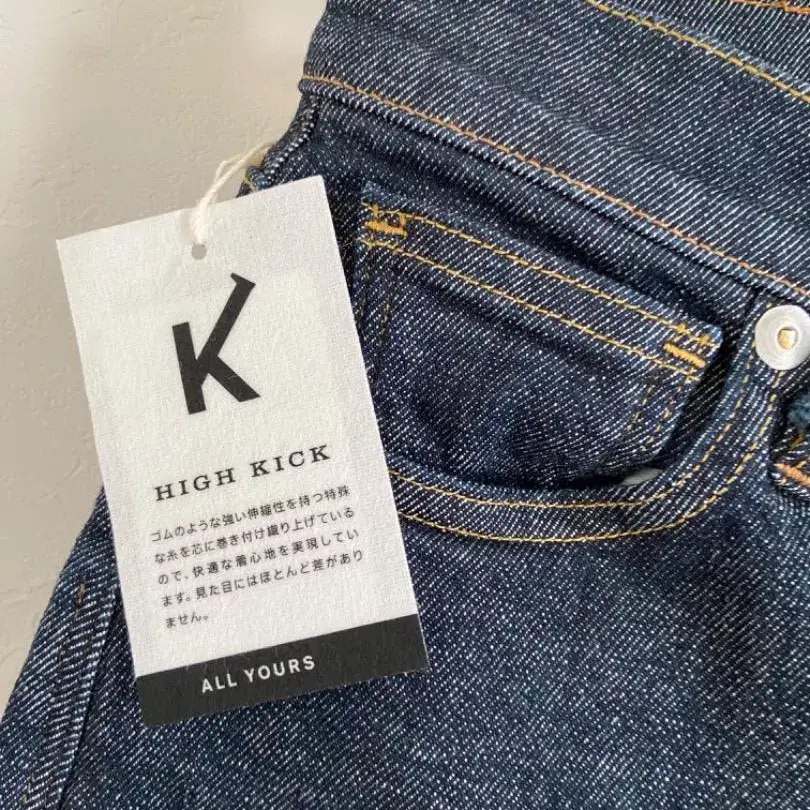 K
HIGH KICK
ゴムのような強い伸縮性を持つ特殊
な糸を芯に巻き付け織り上げている
ので、快適な着心地を実現してい
ます。見た目にはほとんど差があり
ません。
ALL YOURS